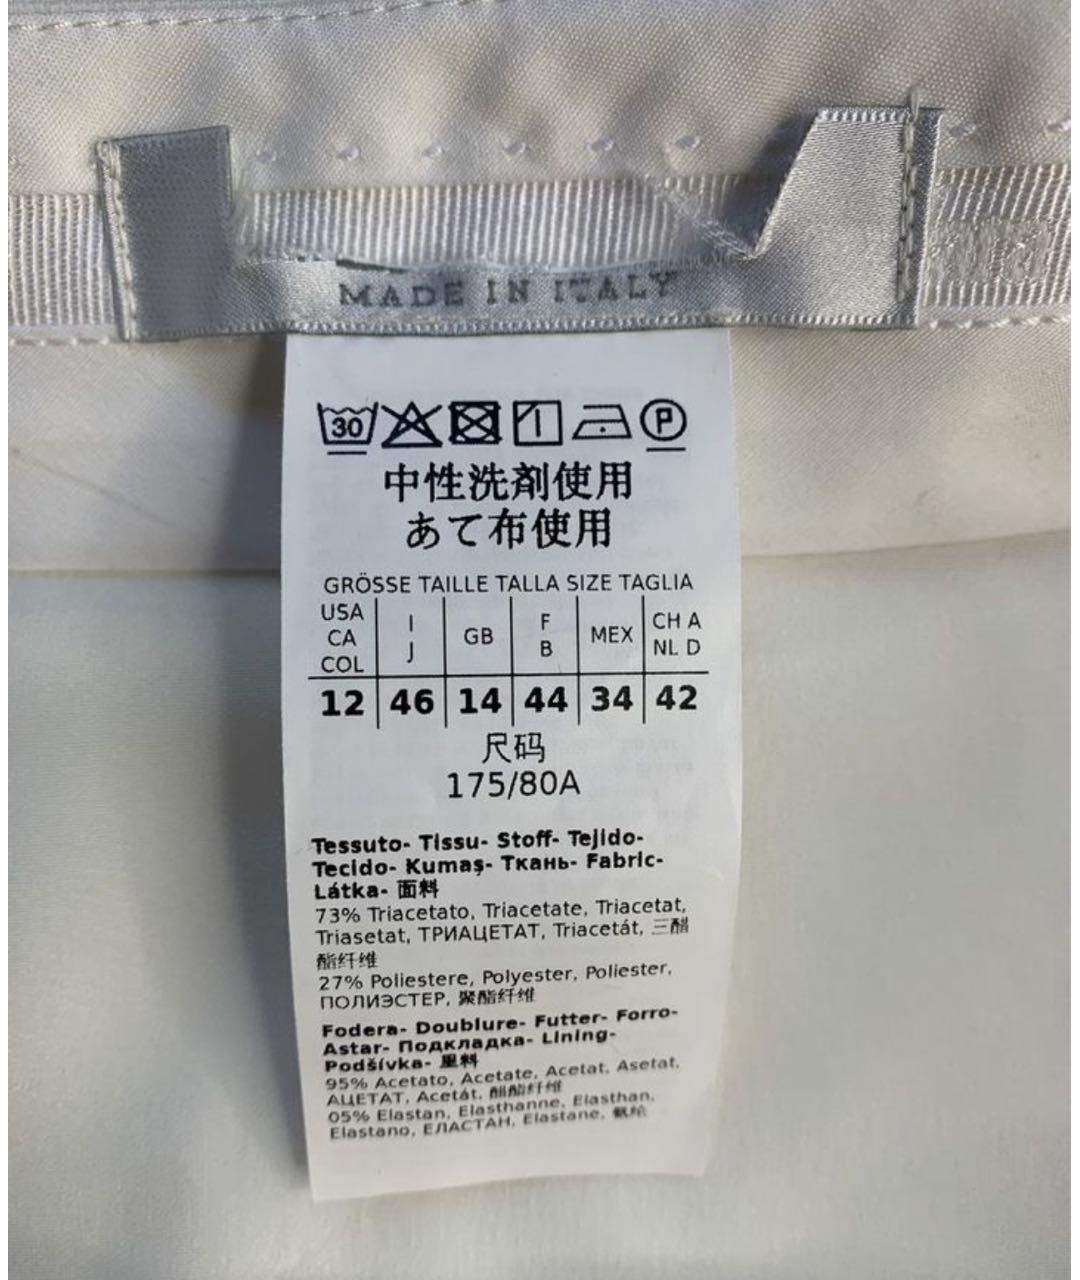 MADE IN ITALY
30 P
中性洗剤使用
あて布使用
GRÖSSE TAILLE TALLA SIZE TAGLIA
USA CA COL I J GB F B MEX CH A NL D
12 46 14 44 34 42
尺码
175/80A
Tessuto- Tissu- Stoff- Tejido-
Tecido- Kumaş- Ткань- Fabric-
Látka- 面料
73% Triacetato, Triacetate, Triacetat,
Triasetat, ТРИАЦЕТАТ, Triacetát, 三醋
酯纤维
27% Poliestere, Polyester, Poliester,
ПОЛИЭСТЕР, 聚酯纤维
Fodera- Doublure- Futter- Forro-
Astar- Подкладка- Lining-
Podšívka- 里料
95% Acetato, Acetate, Acetat, Asetat,
АЦЕТАТ, Acetát, 醋酯纤维
05% Elastan, Elasthanne, Elasthan,
Elastano, ЕЛАСТАН, Elastane, 氨纶